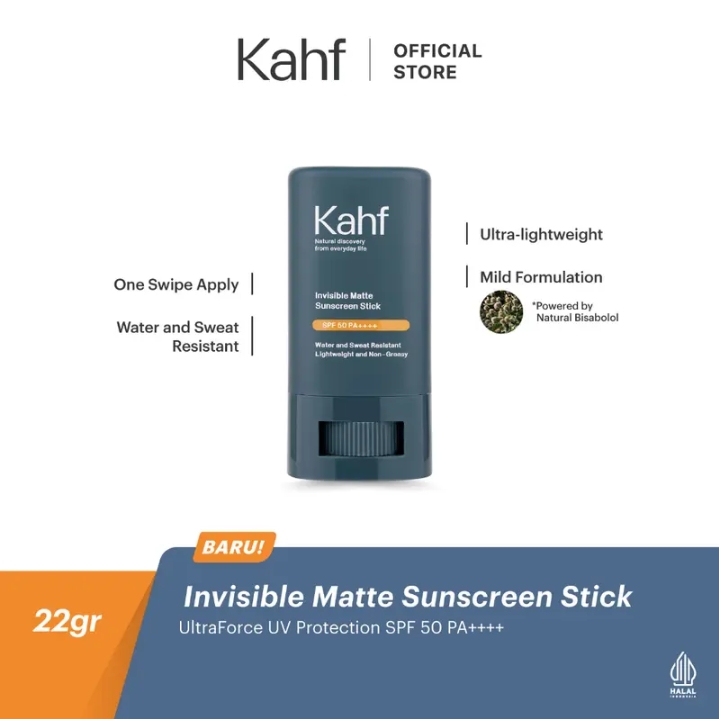 Kahf
OFFICIAL
STORE
Kahf
Natural discovery
from everyday life
Invisible Matte
Sunscreen Stick
SPF 50 PA++++
Water and Sweat Resistant
Lightweight and Non-Greasy
One Swipe Apply
Water and Sweat
Resistant
Ultra-lightweight
Mild Formulation
*Powered by
Natural Bisabolol
BARU!
22gr
Invisible Matte Sunscreen Stick
UltraForce UV Protection SPF 50 PA++++
HALAL
INDONESIA